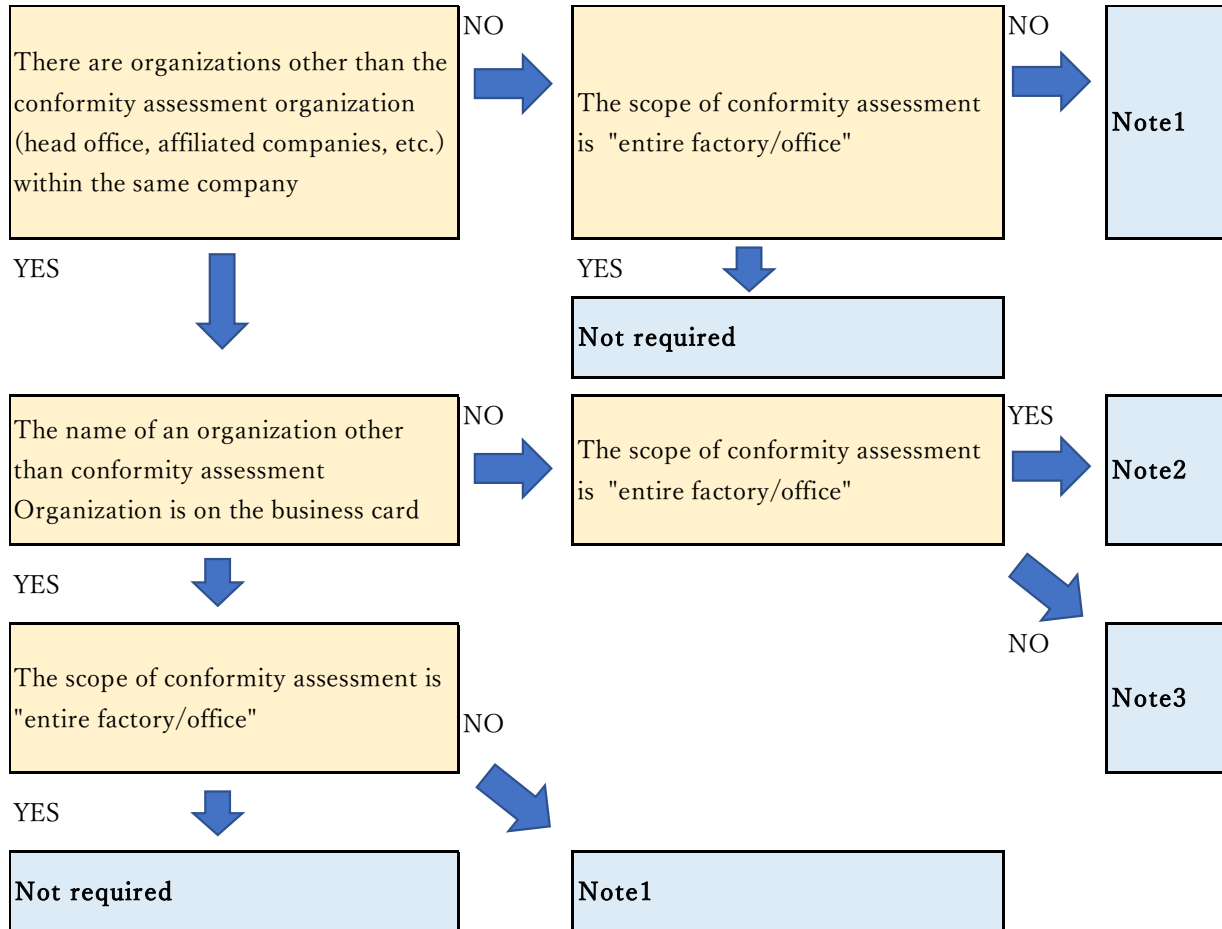 There are organizations other than the
conformity assessment organization
(head office, affiliated companies, etc.)
within the same company
NO
The scope of conformity assessment
is "entire factory/office"
NO
Note1
YES
YES
Not required
The name of an organization other
than conformity assessment
Organization is on the business card
NO
The scope of conformity assessment
is "entire factory/office"
YES
Note2
YES
NO
The scope of conformity assessment is
"entire factory/office"
NO
Note3
YES
Not required
Note1